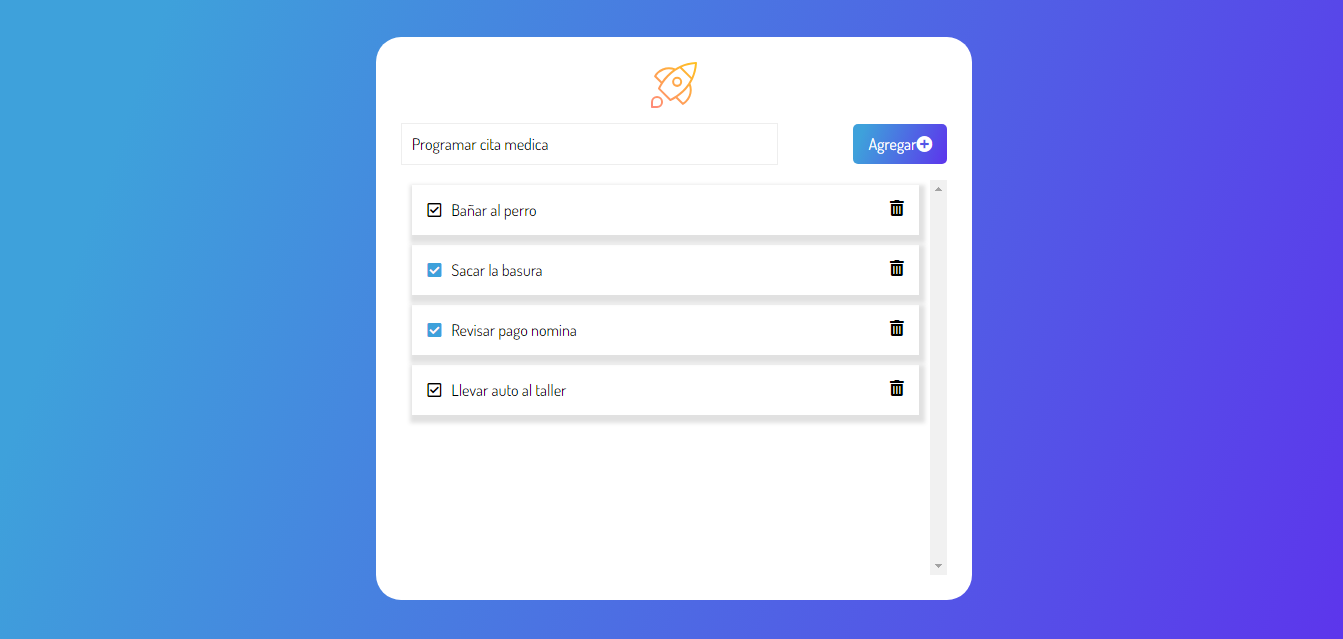 Programar cita medica
Agregar
Bañar al perro
Sacar la basura
Revisar pago nomina
Llevar auto al taller